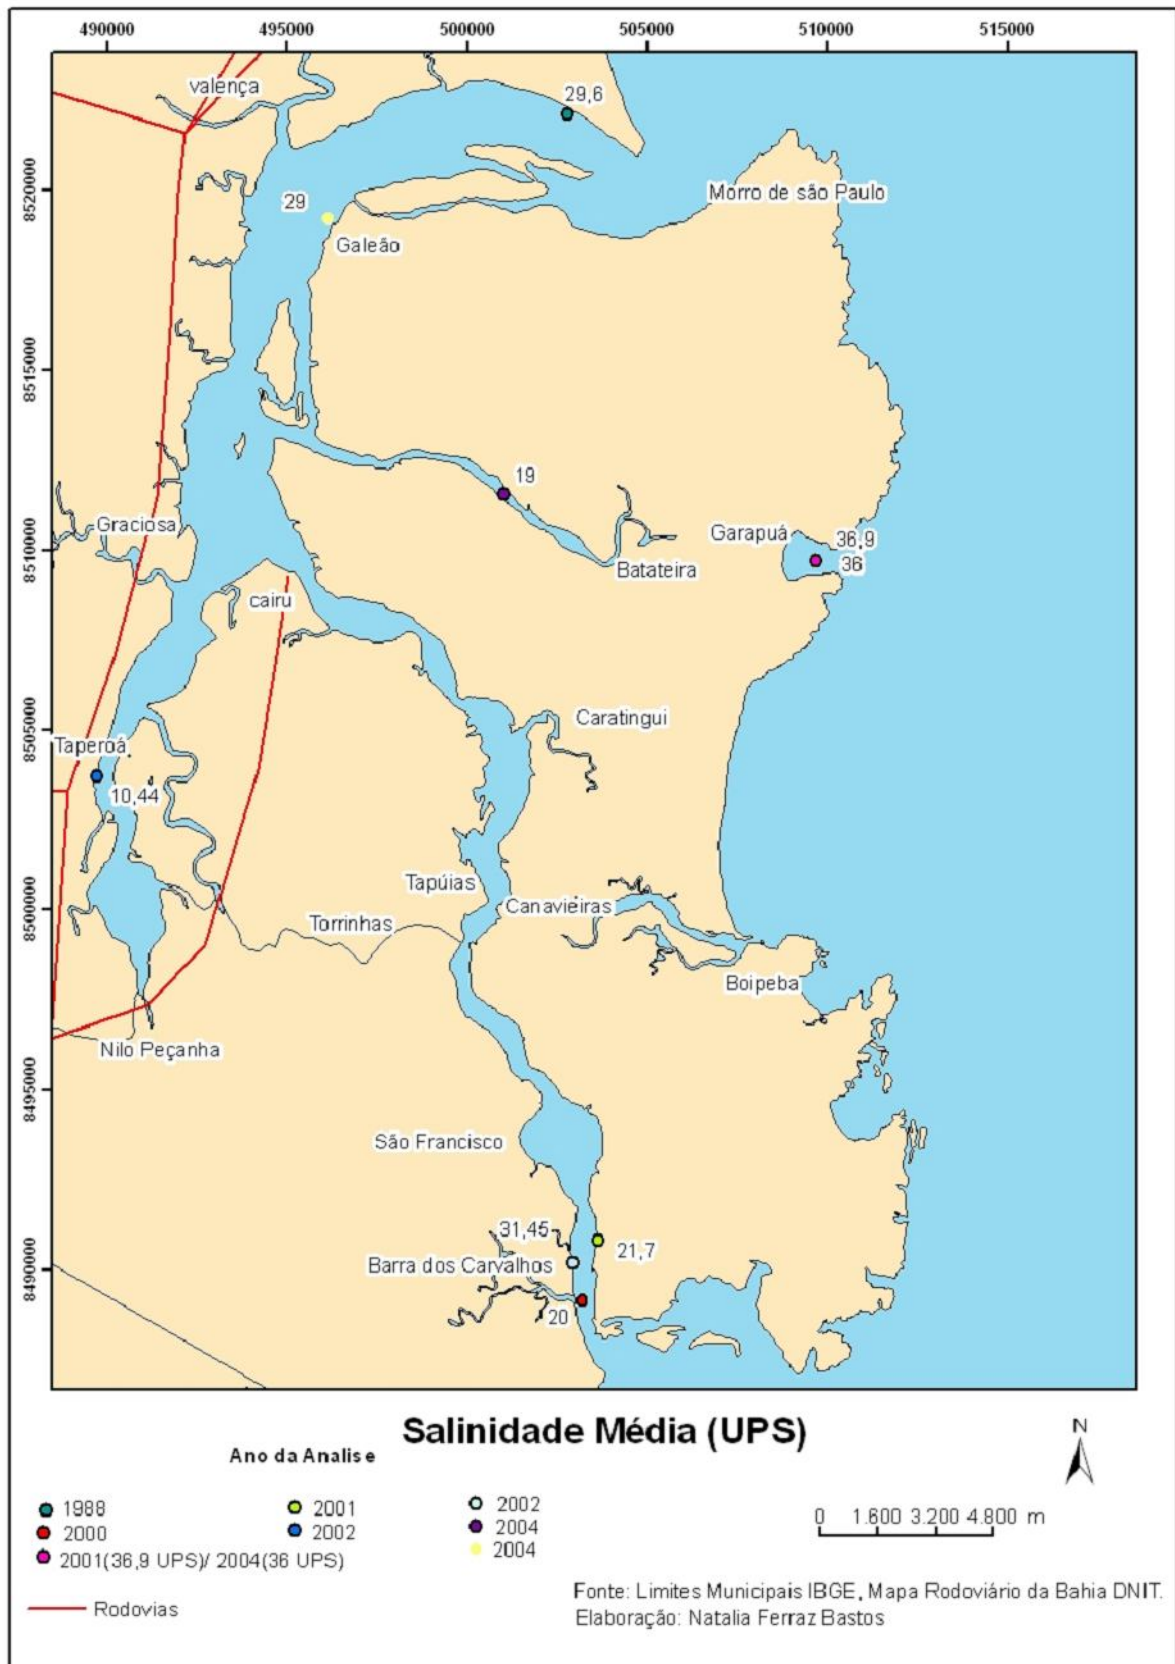 490000 495000 500000 505000 510000 515000
valença
29,6
8520000
Morro de são Paulo
29
Galeão
8515000
19
Graciosa
Garapuá
36,9
8510000
36
Batateira
cairu
Caratingui
8505000
Taperoá
10,44
Tapúias
Canavieiras
8500000
Torrinhas
Boipeba
Nilo Peçanha
8495000
São Francisco
31,45
21,7
Barra dos Carvalhos
8490000
20
Salinidade Média (UPS)
N
Ano da Analise
1988
2001
2002
2000
2002
2004
2001(36,9 UPS)/ 2004(36 UPS)
2004
0 1.600 3.200 4.800 m
Rodovias
Fonte: Limites Municipais IBGE, Mapa Rodoviário da Bahia DNIT.
Elaboração: Natalia Ferraz Bastos